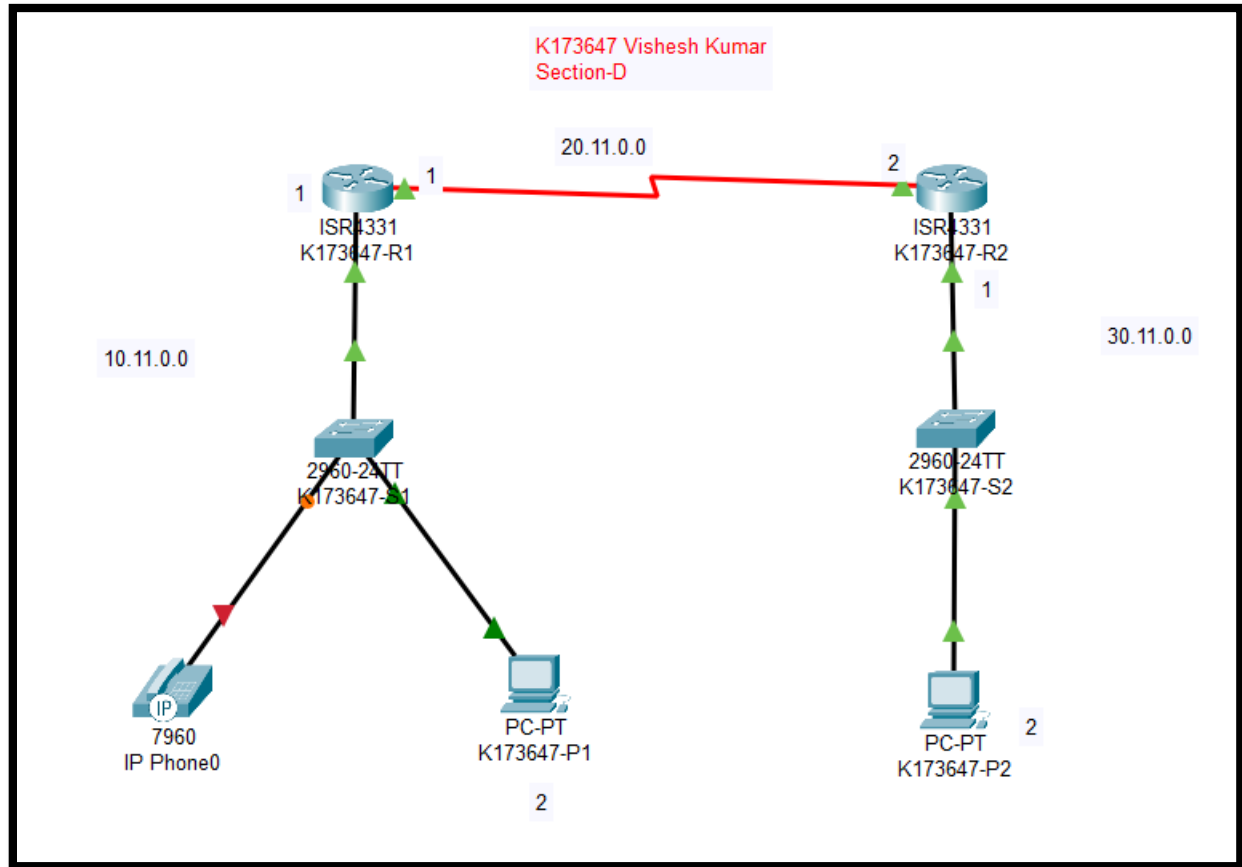 K173647 Vishesh Kumar
Section-D
20.11.0.0
1
1
2
ISR4331
K173647-R1
ISR4331
K173647-R2
1
10.11.0.0
30.11.0.0
2960-24TT
K173647-S1
2960-24TT
K173647-S2
IP
7960
IP Phone0
PC-PT
K173647-P1
2
PC-PT
K173647-P2
2